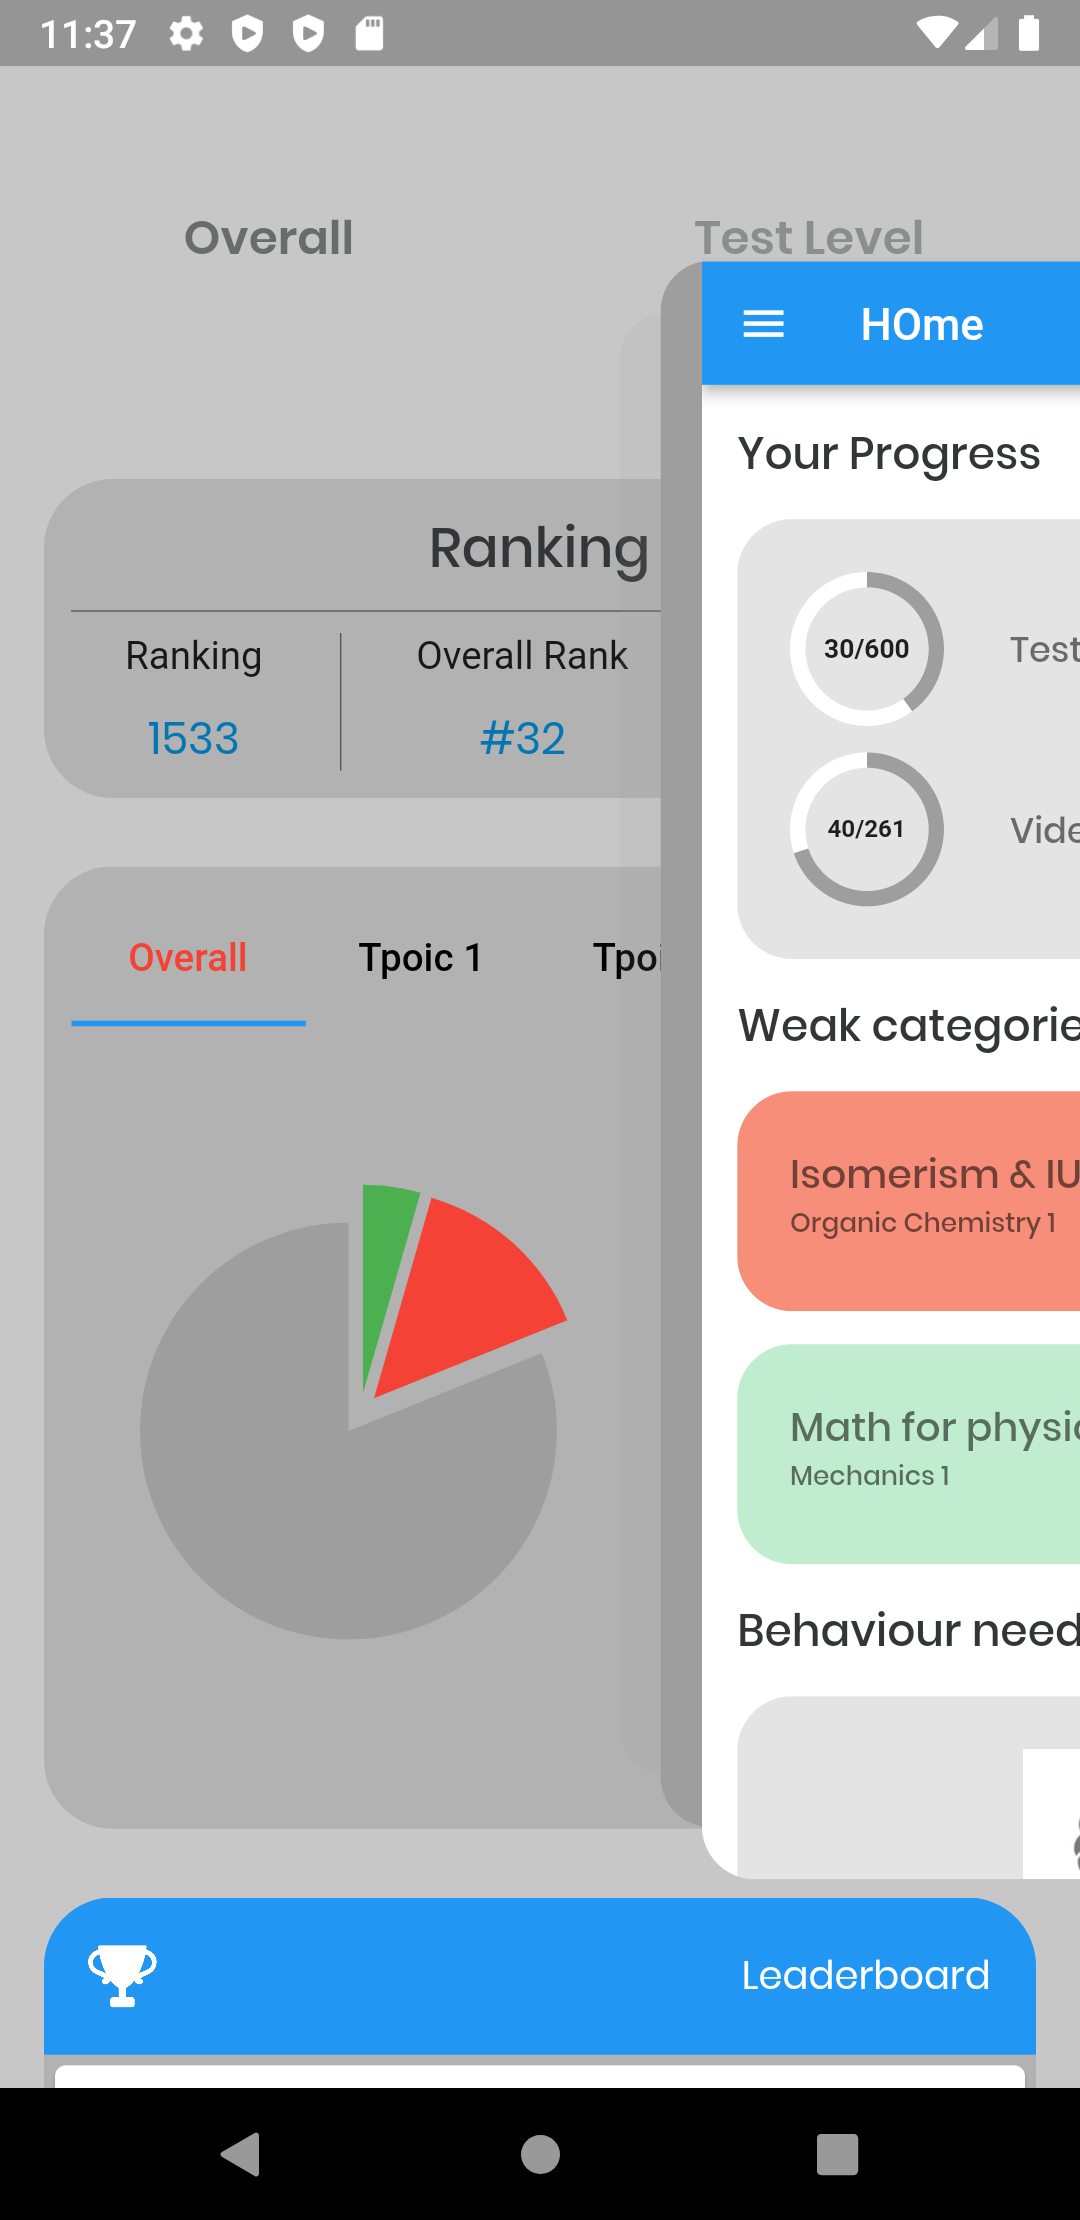 11:37
Overall
Test Level
HOme
Your Progress
Ranking
Ranking
Overall Rank
1533
#32
30/600
Test
40/261
Vide
Overall
Tpoic 1
Tpoi
Weak categorie
Isomerism & IU
Organic Chemistry 1
Math for physic
Mechanics 1
Behaviour need
Leaderboard